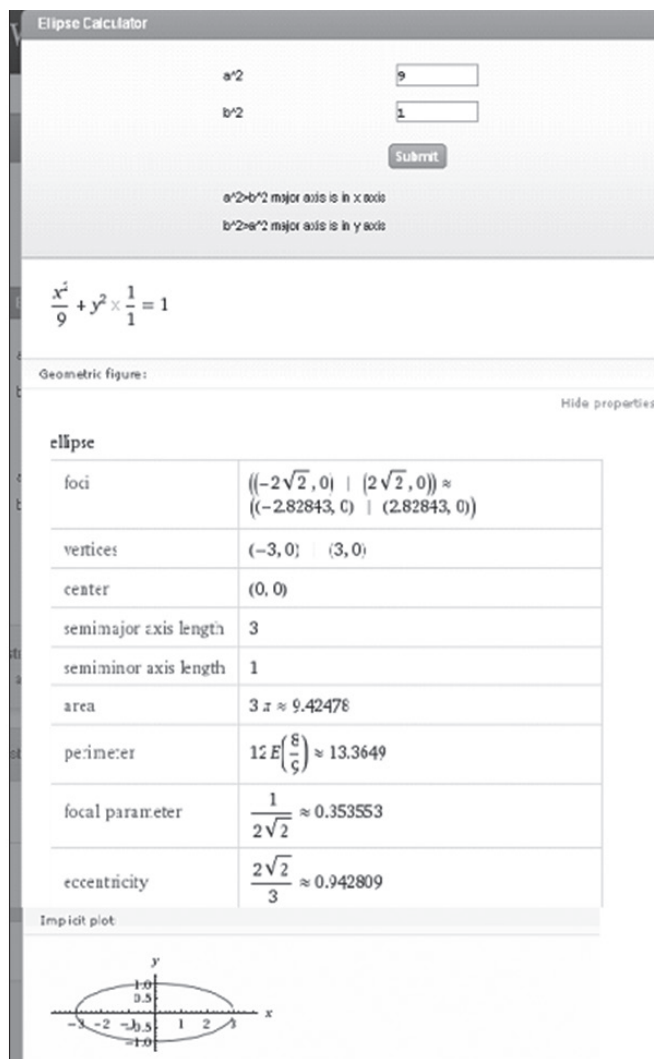 Ellipse Calculator
a^2 9
b^2 1
Submit
a^2>b^2 major axis is in x axis
b^2>a^2 major axis is in y axis
x²/9 + y² × 1/1 = 1
Geometric figure:
Hide properties
ellipse
foci ((-2√2, 0) | (2√2, 0)) ≈
((-2.82843, 0) | (2.82843, 0))
vertices (-3, 0) | (3, 0)
center (0, 0)
semimajor axis length 3
semiminor axis length 1
area 3 π ≈ 9.42478
perimeter 12 E(8/9) ≈ 13.3649
focal parameter 1/(2√2) ≈ 0.353553
eccentricity 2√2/3 ≈ 0.942809
Implicit plot:
y
1.0
0.5
-3 -2 -1 1 2 3 x
-0.5
-1.0